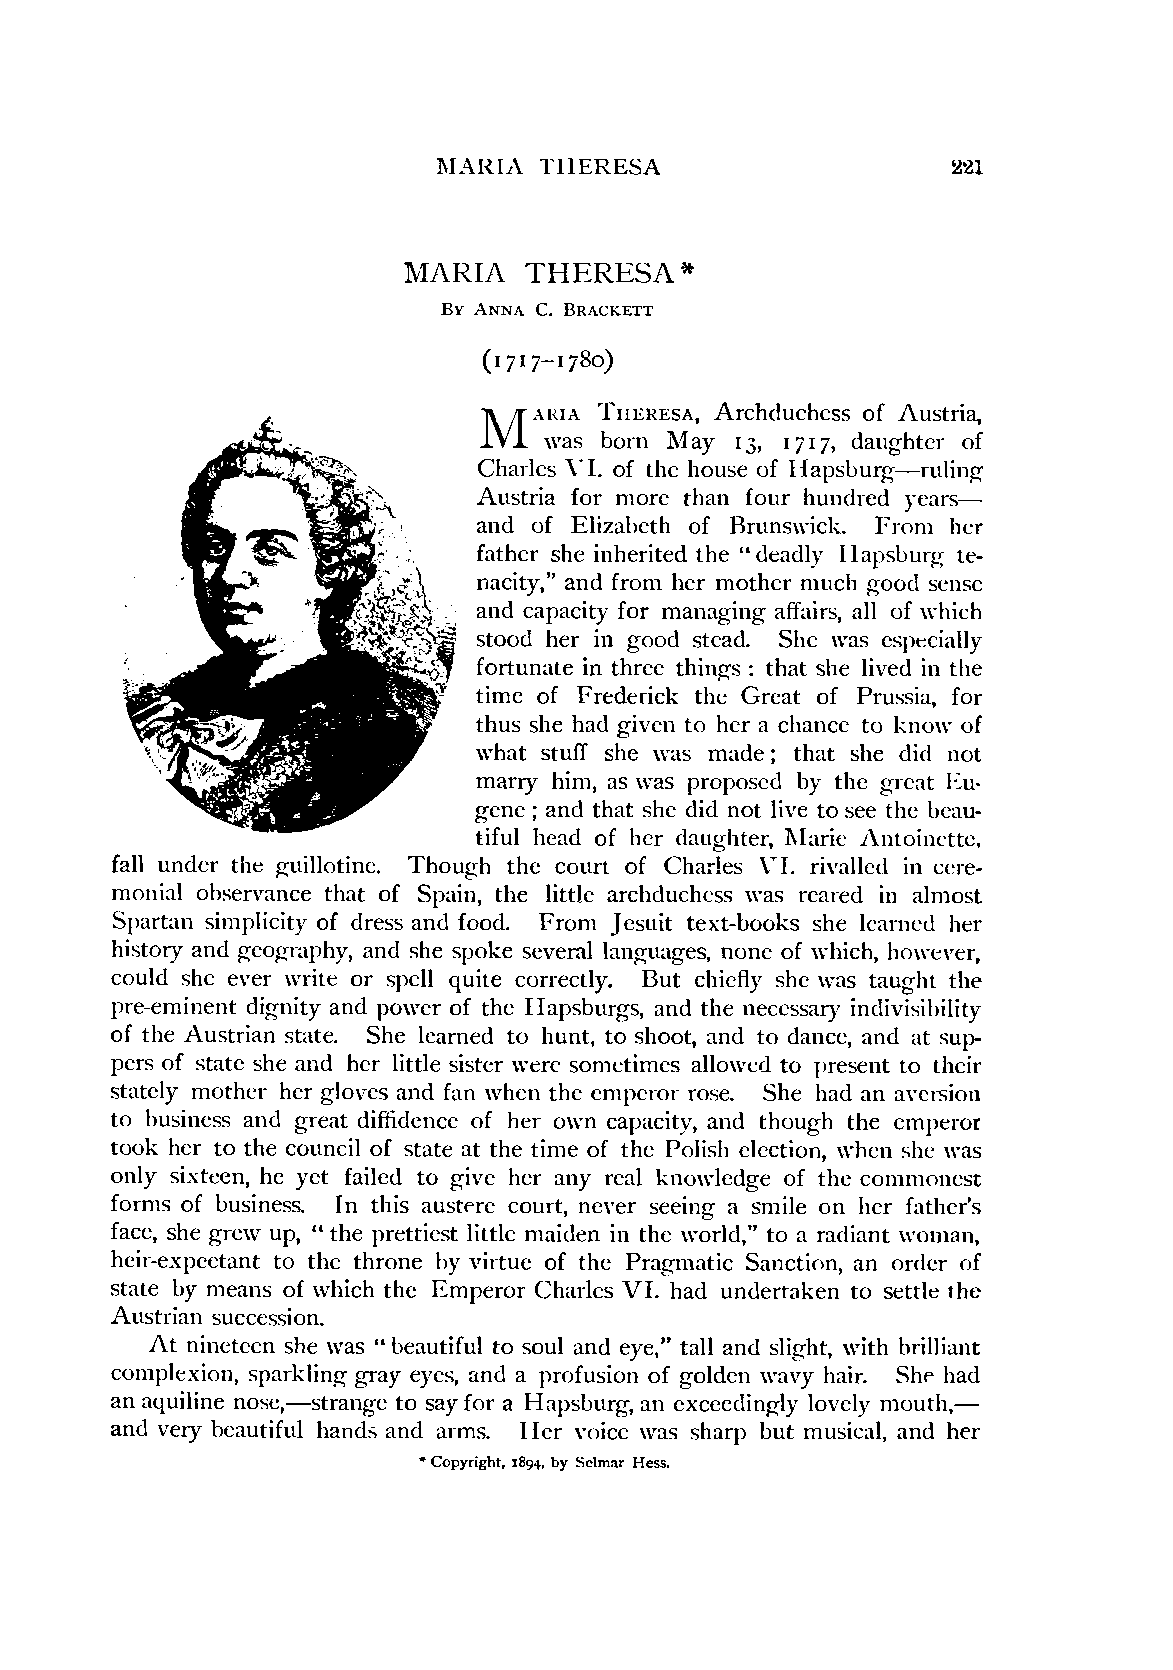 MARIA THERESA 221
MARIA THERESA*
BY ANNA C. BRACKETT
(1717–1780)
MARIA THERESA, Archduchess of Austria,
was born May 13, 1717, daughter of
Charles VI. of the house of Hapsburg—ruling
Austria for more than four hundred years—
and of Elizabeth of Brunswick. From her
father she inherited the “deadly Hapsburg te-
nacity,” and from her mother much good sense
and capacity for managing affairs, all of which
stood her in good stead. She was especially
fortunate in three things : that she lived in the
time of Frederick the Great of Prussia, for
thus she had given to her a chance to know of
what stuff she was made ; that she did not
marry him, as was proposed by the great Eu-
gene ; and that she did not live to see the beau-
tiful head of her daughter, Marie Antoinette,
fall under the guillotine. Though the court of Charles VI. rivalled in cere-
monial observance that of Spain, the little archduchess was reared in almost
Spartan simplicity of dress and food. From Jesuit text-books she learned her
history and geography, and she spoke several languages, none of which, however,
could she ever write or spell quite correctly. But chiefly she was taught the
pre-eminent dignity and power of the Hapsburgs, and the necessary indivisibility
of the Austrian state. She learned to hunt, to shoot, and to dance, and at sup-
pers of state she and her little sister were sometimes allowed to present to their
stately mother her gloves and fan when the emperor rose. She had an aversion
to business and great diffidence of her own capacity, and though the emperor
took her to the council of state at the time of the Polish election, when she was
only sixteen, he yet failed to give her any real knowledge of the commonest
forms of business. In this austere court, never seeing a smile on her father’s
face, she grew up, “ the prettiest little maiden in the world,” to a radiant woman,
heir-expectant to the throne by virtue of the Pragmatic Sanction, an order of
state by means of which the Emperor Charles VI. had undertaken to settle the
Austrian succession.
At nineteen she was “ beautiful to soul and eye,” tall and slight, with brilliant
complexion, sparkling gray eyes, and a profusion of golden wavy hair. She had
an aquiline nose,—strange to say for a Hapsburg, an exceedingly lovely mouth,—
and very beautiful hands and arms. Her voice was sharp but musical, and her
* Copyright, 1894, by Selmar Hess.